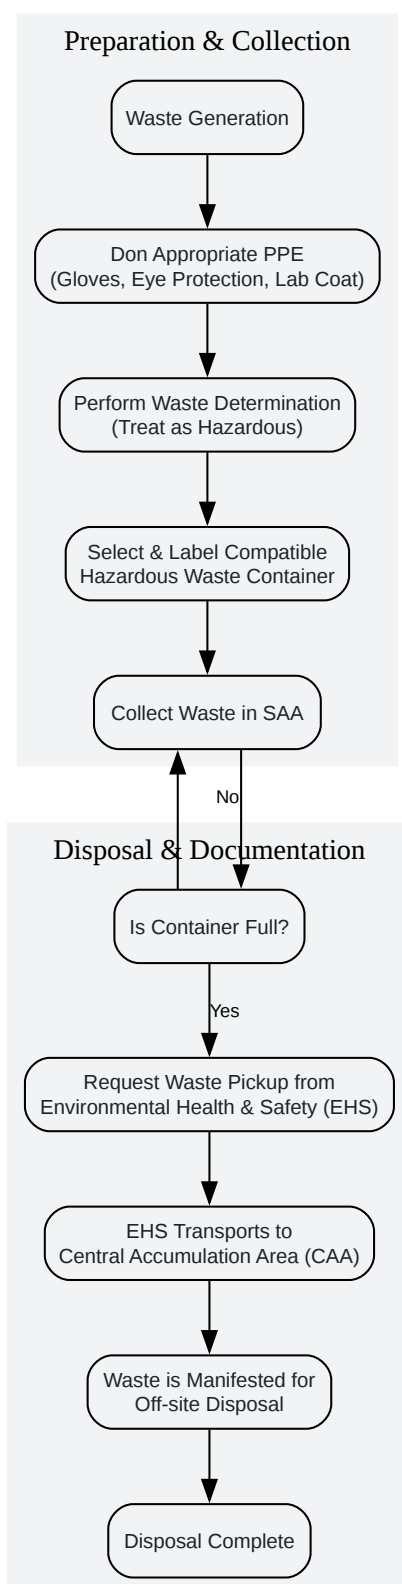 Preparation & Collection
Waste Generation
Don Appropriate PPE
(Gloves, Eye Protection, Lab Coat)
Perform Waste Determination
(Treat as Hazardous)
Select & Label Compatible
Hazardous Waste Container
Collect Waste in SAA
No
Disposal & Documentation
Is Container Full?
Yes
Request Waste Pickup from
Environmental Health & Safety (EHS)
EHS Transports to
Central Accumulation Area (CAA)
Waste is Manifested for
Off-site Disposal
Disposal Complete